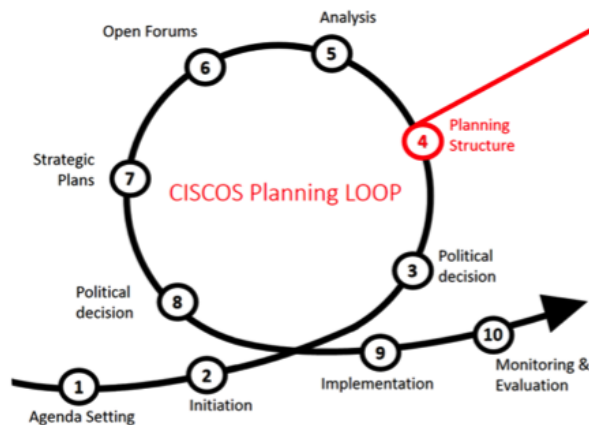 Analysis
5
Open Forums
6
4
Planning
Structure
Strategic
Plans
7
CISCOS Planning LOOP
3
Political
decision
Political
decision
8
10
9
Monitoring &
Evaluation
Implementation
2
Initiation
1
Agenda Setting